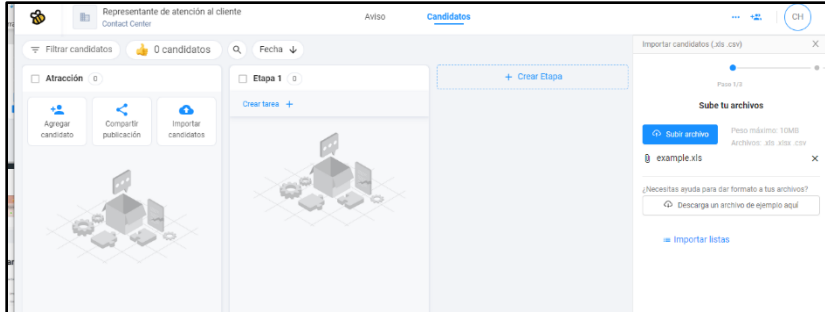 Representante de atención al cliente
Contact Center
Aviso
Candidatos
CH
Filtrar candidatos
0 candidatos
Fecha
Atracción 0
Agregar candidato
Compartir publicación
Importar candidatos
Etapa 1 0
Crear tarea +
+ Crear Etapa
Importar candidatos (.xls .csv)
Paso 1/3
Sube tu archivos
Subir archivo
Peso máximo: 10MB
Archivos: .xls .xlsx .csv
example.xls
¿Necesitas ayuda para dar formato a tus archivos?
Descarga un archivo de ejemplo aquí
Importar listas